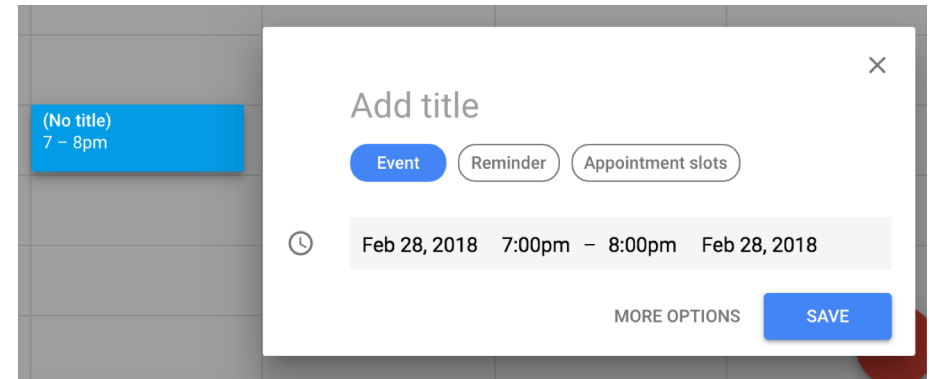 (No title)
7 – 8pm
Add title
Event Reminder Appointment slots
Feb 28, 2018 7:00pm – 8:00pm Feb 28, 2018
MORE OPTIONS SAVE